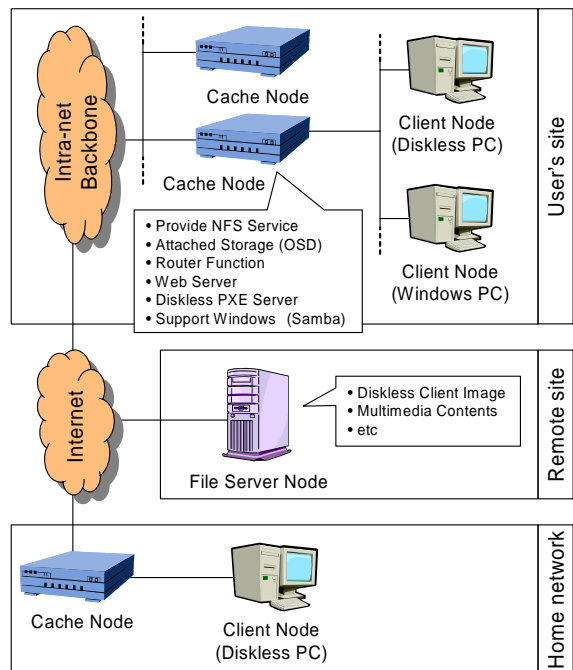 Intra-net
Backbone
Cache Node
Cache Node
• Provide NFS Service
• Attached Storage (OSD)
• Router Function
• Web Server
• Diskless PXE Server
• Support Windows (Samba)
Client Node
(Diskless PC)
Client Node
(Windows PC)
User's site
Internet
File Server Node
• Diskless Client Image
• Multimedia Contents
• etc
Remote site
Cache Node
Client Node
(Diskless PC)
Home network